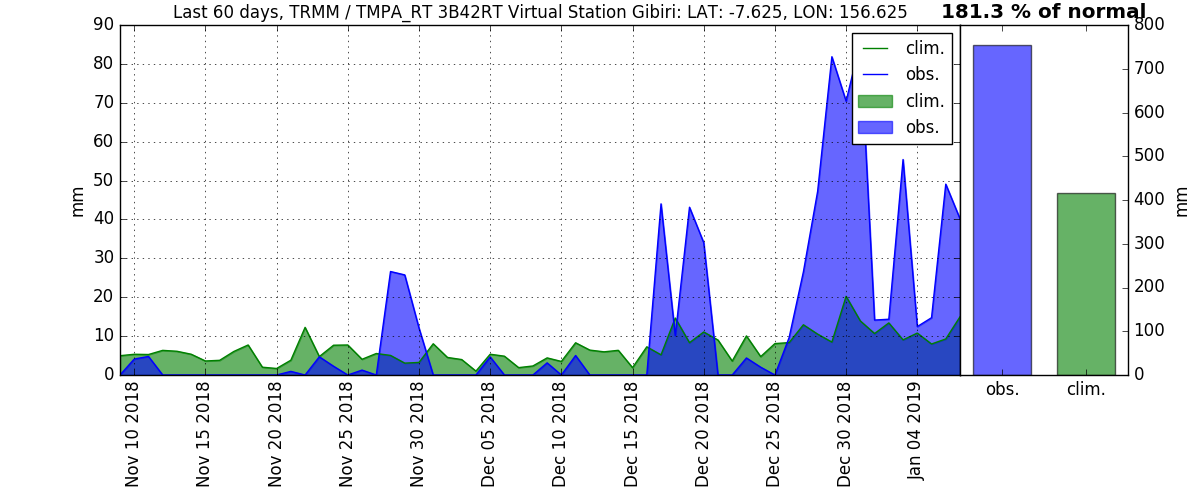 Last 60 days, TRMM / TMPA_RT 3B42RT Virtual Station Gibiri: LAT: -7.625, LON: 156.625
181.3 % of normal
90
80
70
60
50
40
30
20
10
0
mm
clim.
obs.
clim.
obs.
Nov 10 2018
Nov 15 2018
Nov 20 2018
Nov 25 2018
Nov 30 2018
Dec 05 2018
Dec 10 2018
Dec 15 2018
Dec 20 2018
Dec 25 2018
Dec 30 2018
Jan 04 2019
800
700
600
500
400
300
200
100
0
mm
obs.
clim.